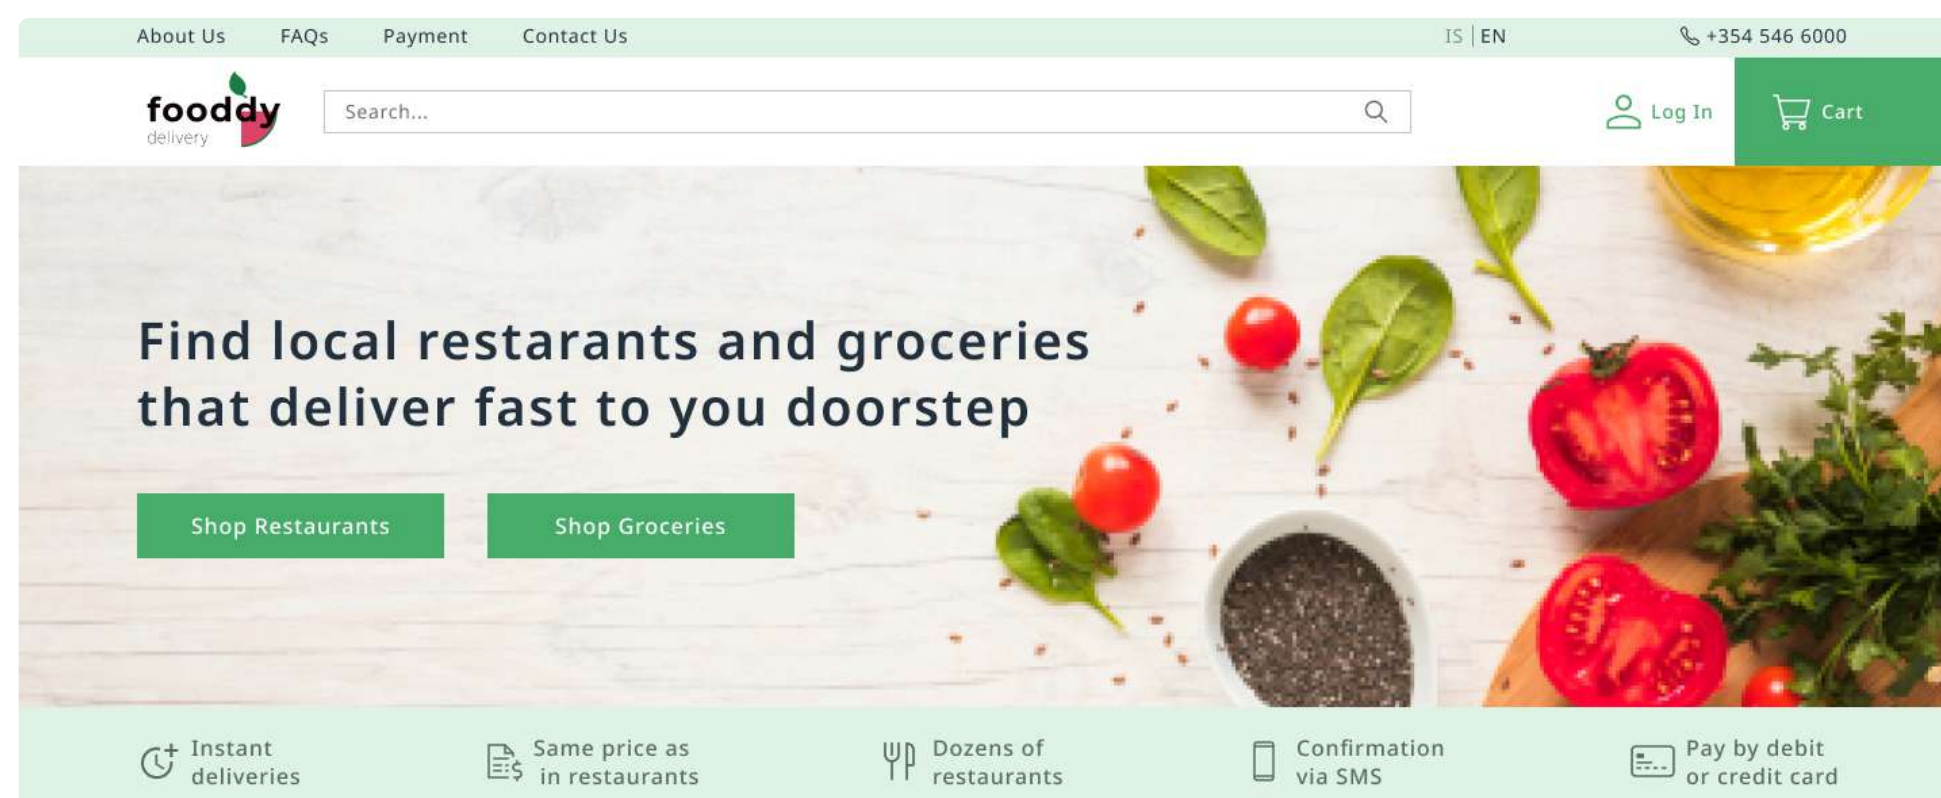 About Us FAQs Payment Contact Us IS | EN +354 546 6000
fooddy
delivery
Search...
Log In
Cart
Find local restarants and groceries
that deliver fast to you doorstep
Shop Restaurants
Shop Groceries
Instant
deliveries
Same price as
in restaurants
Dozens of
restaurants
Confirmation
via SMS
Pay by debit
or credit card